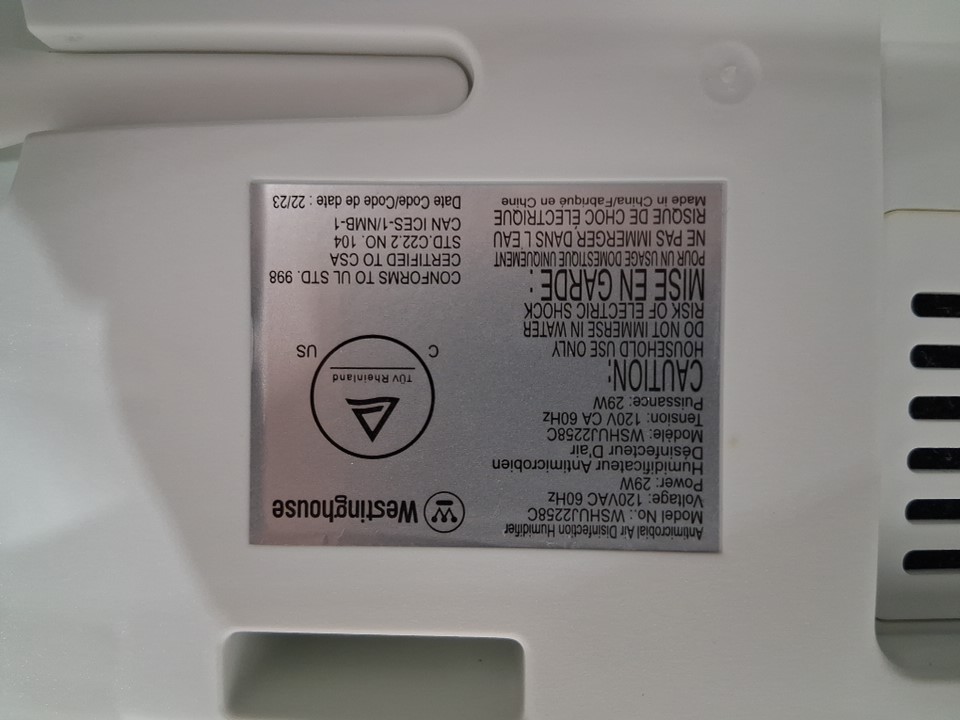 Antimicrobial Air Disinfection Humidifier
Model No.: WSHUJ2258C
Voltage: 120VAC 60Hz
Power: 29W
Humidificateur Antimicrobien
Désinfecteur D'air
Modèle: WSHUJ2258C
Tension: 120V CA 60Hz
Puissance: 29W
CAUTION:
HOUSEHOLD USE ONLY
DO NOT IMMERSE IN WATER
RISK OF ELECTRIC SHOCK
MISE EN GARDE :
POUR UN USAGE DOMESTIQUE UNIQUEMENT
NE PAS IMMERGER DANS L'EAU
RISQUE DE CHOC ÉLECTRIQUE
Made in China/Fabriqué en Chine
W Westinghouse
TÜV Rheinland
C US
CONFORMS TO UL STD. 998
CERTIFIED TO CSA
STD.C22.2 NO. 104
CAN ICES-1/NMB-1
Date Code/Code de date : 22/23